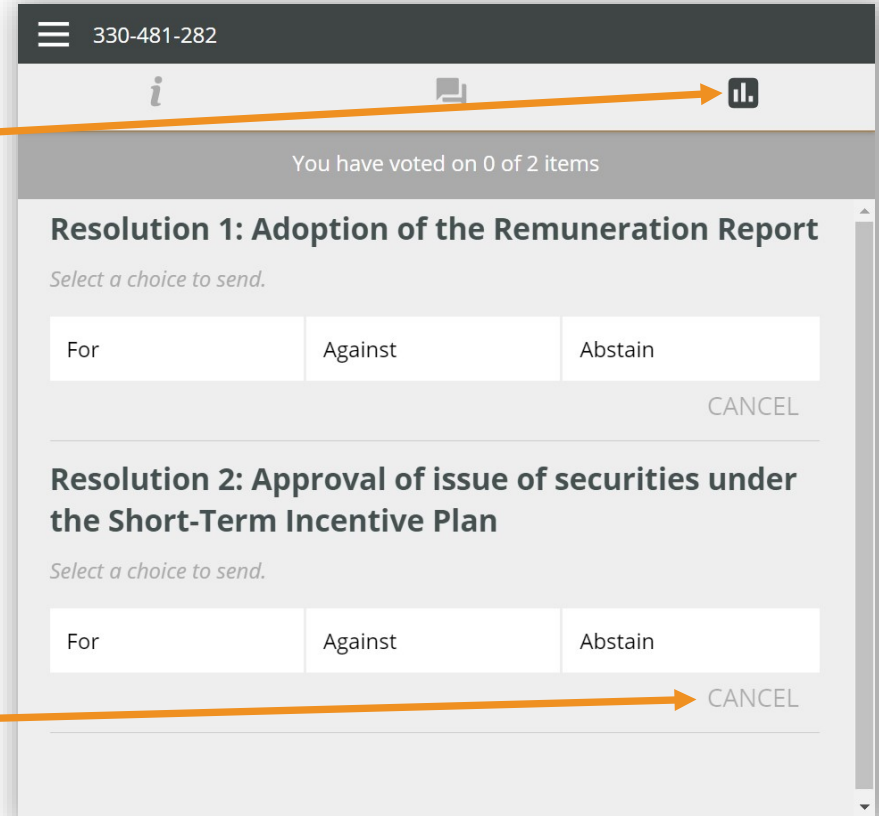 330-481-282
i
You have voted on 0 of 2 items
Resolution 1: Adoption of the Remuneration Report
Select a choice to send.
For Against Abstain
CANCEL
Resolution 2: Approval of issue of securities under
the Short-Term Incentive Plan
Select a choice to send.
For Against Abstain
CANCEL